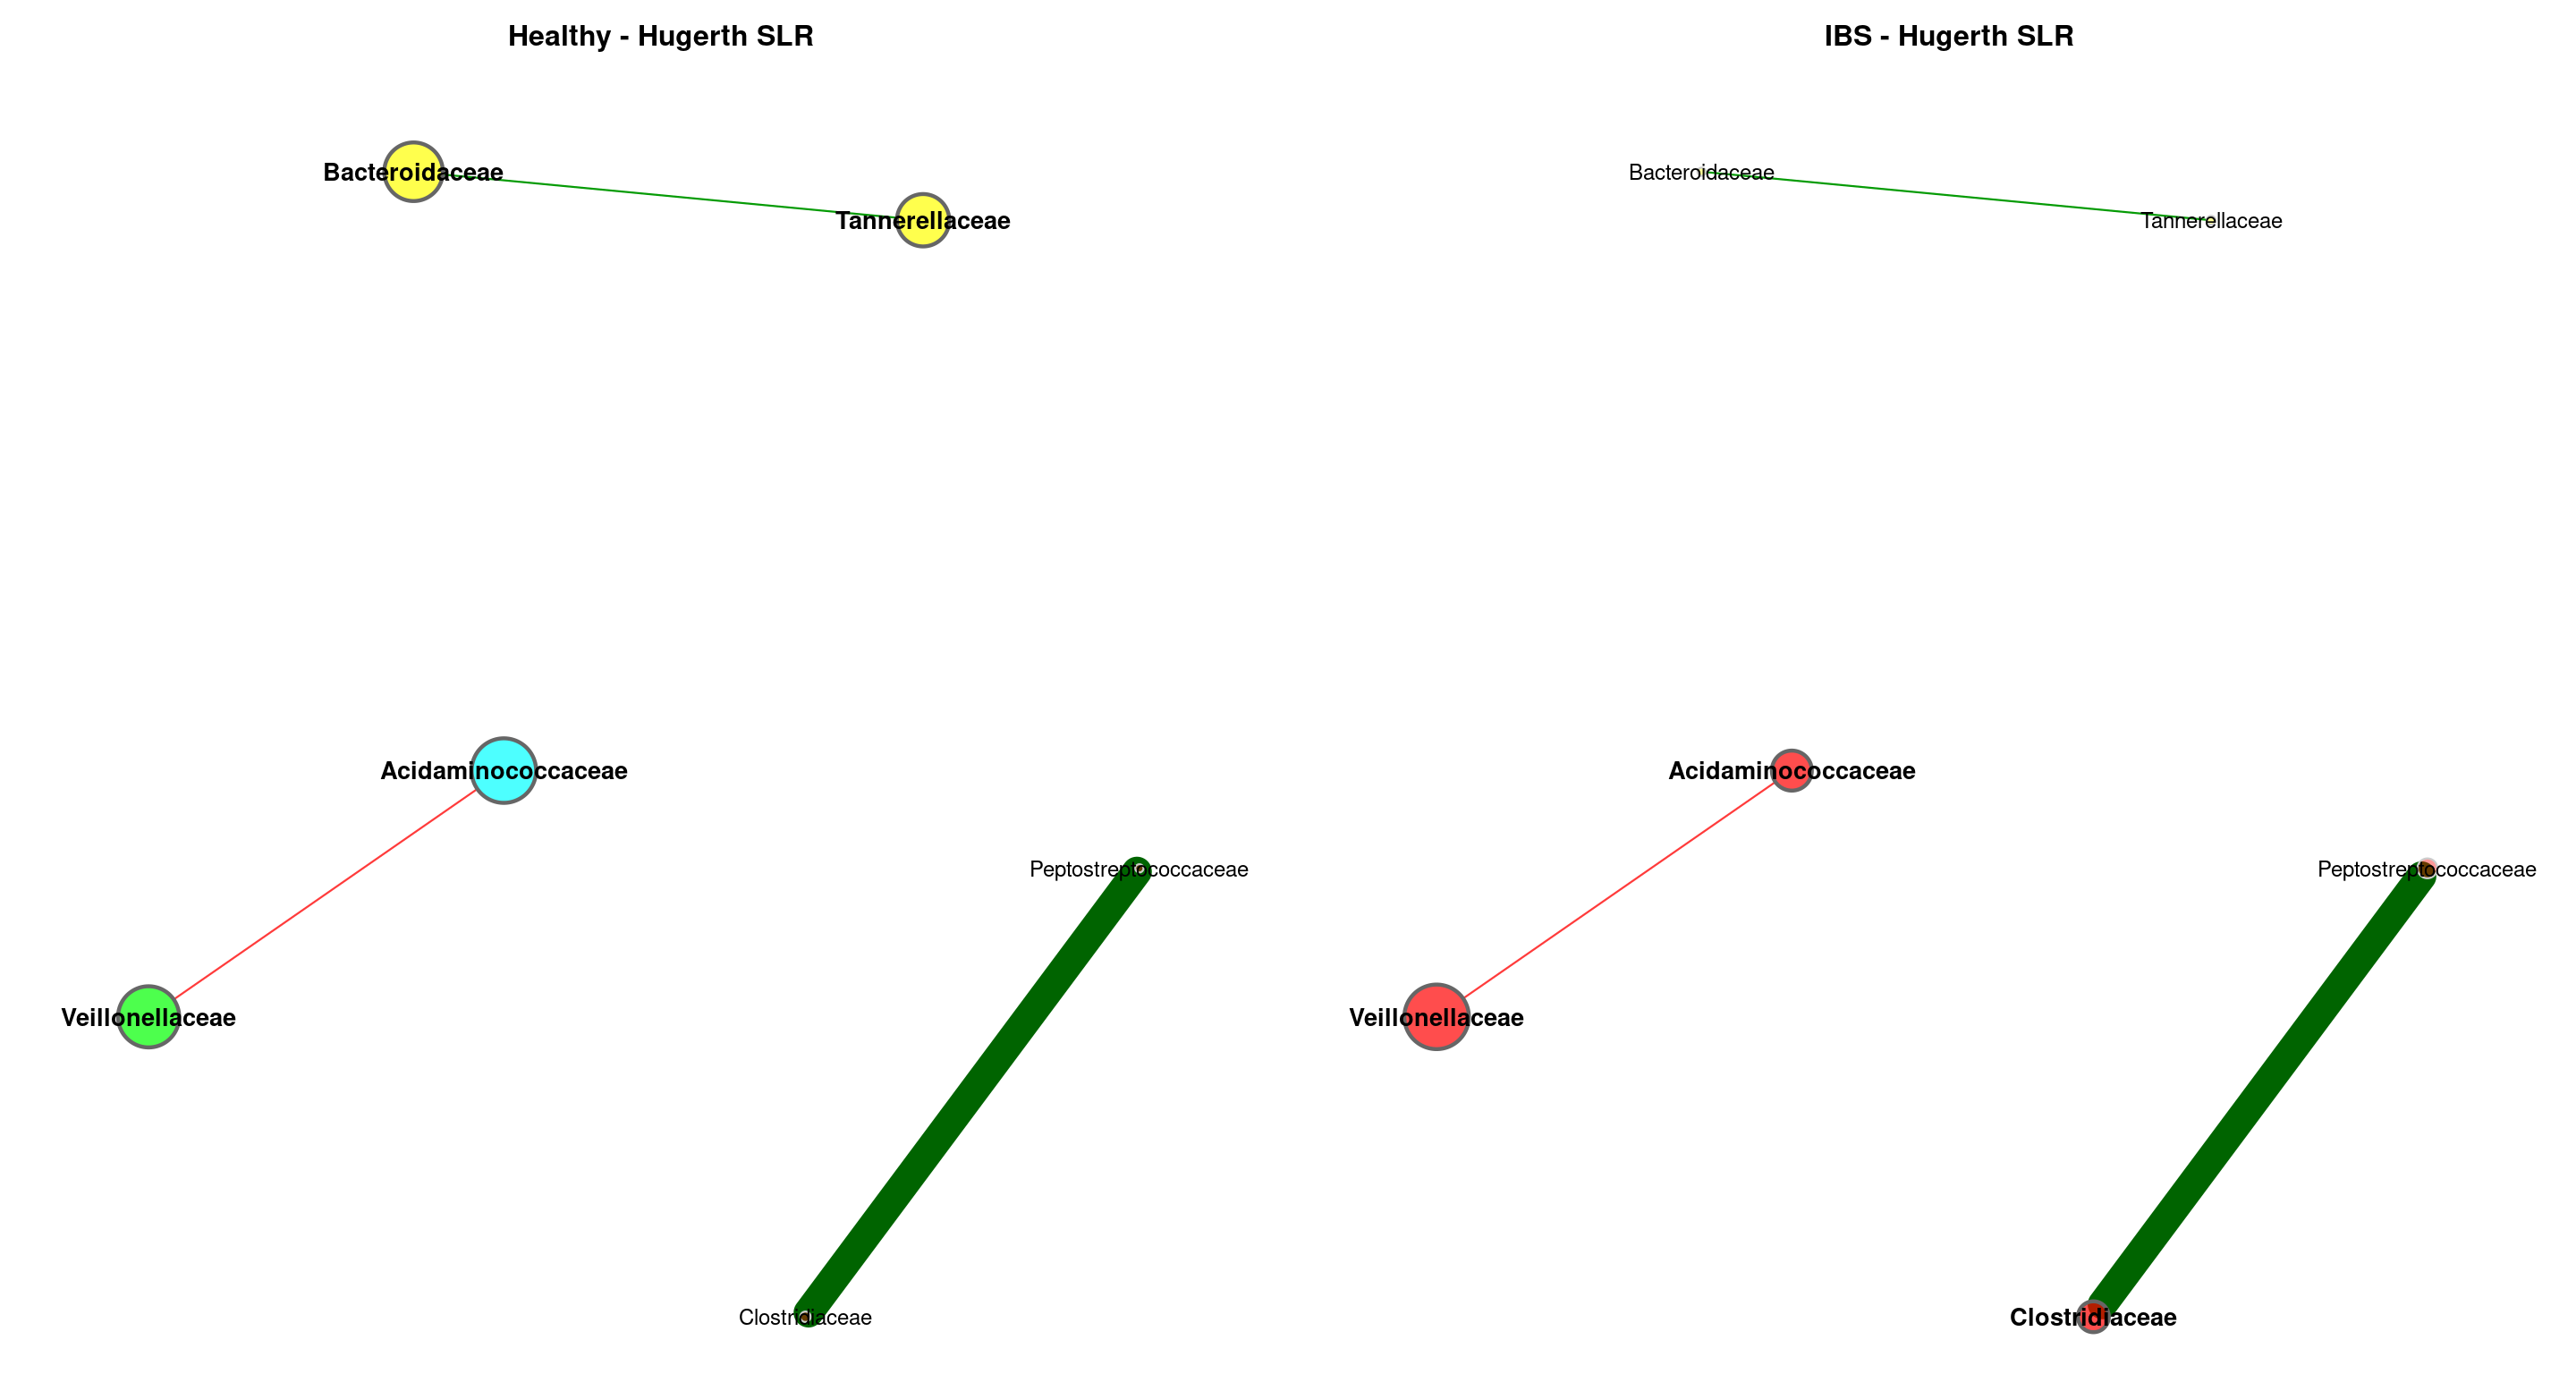 Healthy - Hugerth SLR
Bacteroidaceae
Tannerellaceae
Acidaminococcaceae
Peptostreptococcaceae
Veillonellaceae
Clostridiaceae
IBS - Hugerth SLR
Bacteroidaceae
Tannerellaceae
Acidaminococcaceae
Peptostreptococcaceae
Veillonellaceae
Clostridiaceae